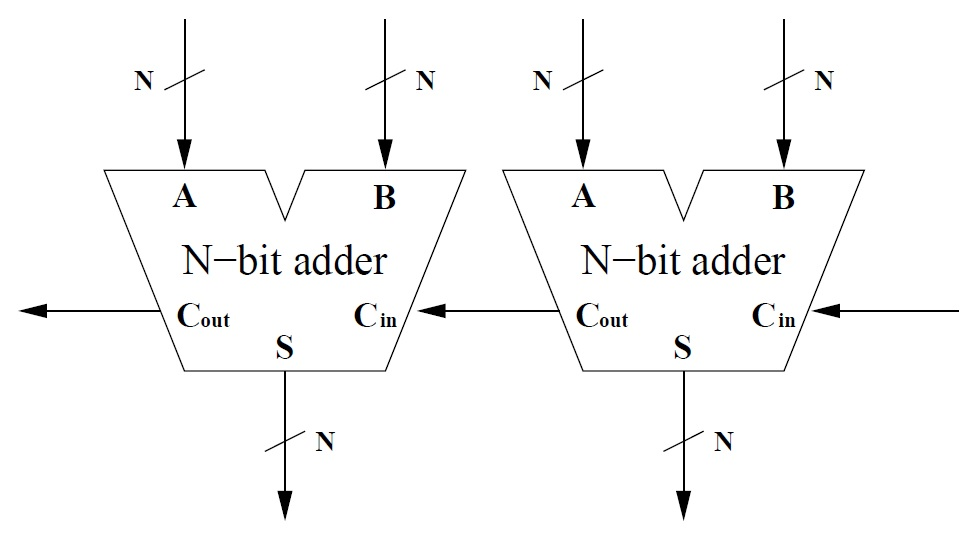 N N N N
A B A B
N−bit adder N−bit adder
Cout Cin Cout Cin
S S
N N